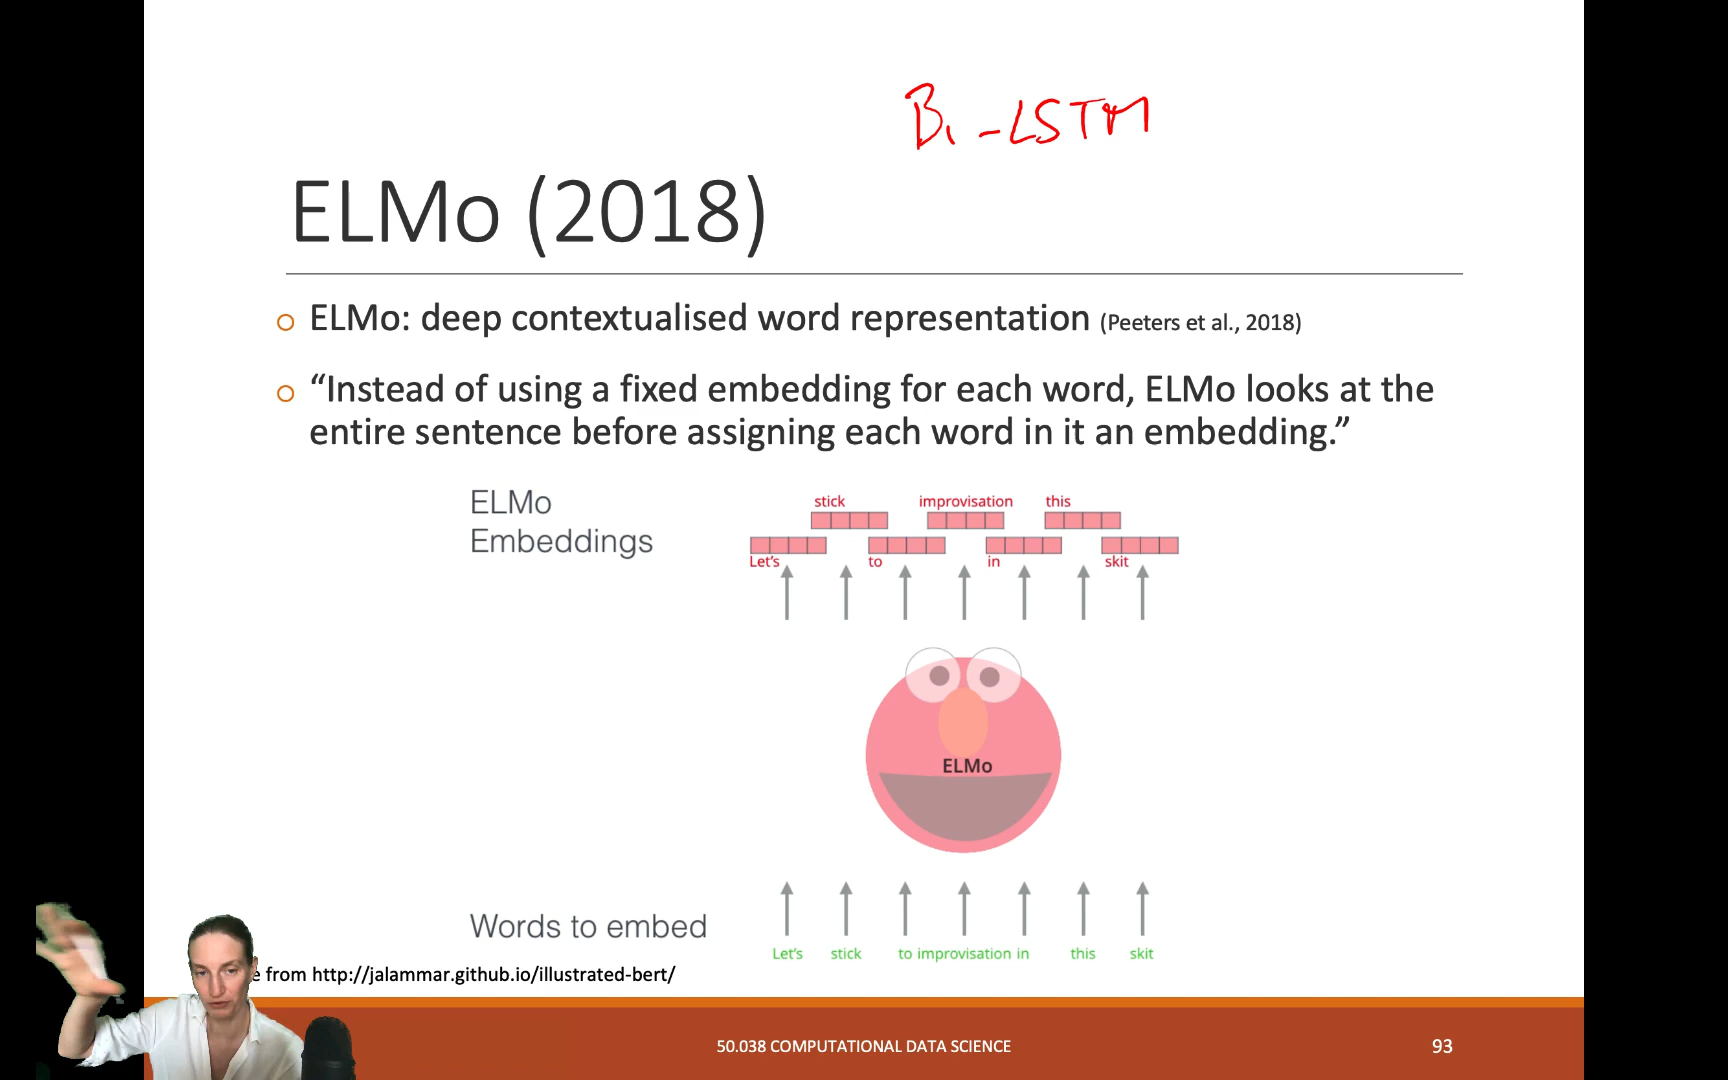 Bi-LSTM
ELMo (2018)
ELMo: deep contextualised word representation (Peeters et al., 2018)
“Instead of using a fixed embedding for each word, ELMo looks at the
entire sentence before assigning each word in it an embedding.”
ELMo
Embeddings
stick improvisation this
Let's to in skit
ELMo
Words to embed
Let's stick to improvisation in this skit
from http://jalammar.github.io/illustrated-bert/
50.038 COMPUTATIONAL DATA SCIENCE
93